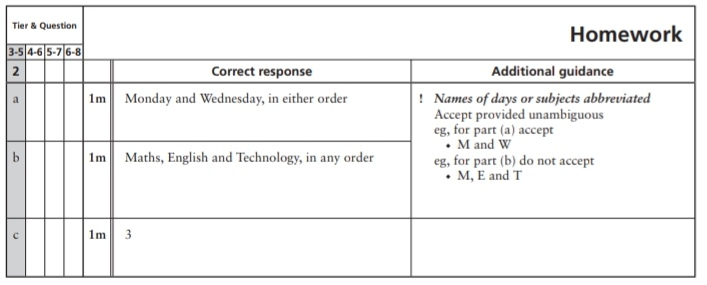 Tier & Question
Homework
3-5 4-6 5-7 6-8
2 Correct response Additional guidance
a 1m Monday and Wednesday, in either order
! Names of days or subjects abbreviated
Accept provided unambiguous
eg, for part (a) accept
• M and W
b 1m Maths, English and Technology, in any order
eg, for part (b) do not accept
• M, E and T
c 1m 3